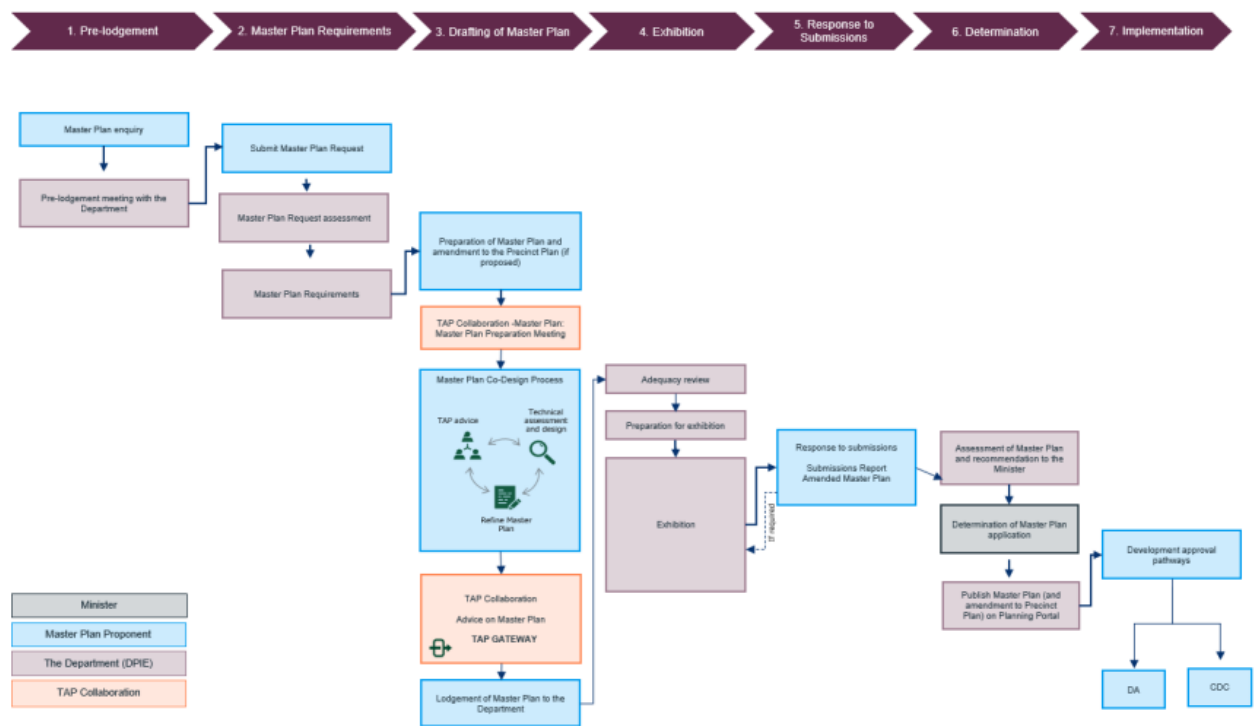 1. Pre-lodgement
2. Master Plan Requirements
3. Drafting of Master Plan
4. Exhibition
5. Response to
Submissions
6. Determination
7. Implementation
Master Plan enquiry
Pre-lodgement meeting with the
Department
Submit Master Plan Request
Master Plan Request assessment
Master Plan Requirements
Preparation of Master Plan and
amendment to the Precinct Plan (if
proposed)
TAP Collaboration -Master Plan:
Master Plan Preparation Meeting
Master Plan Co-Design Process
TAP advice
Technical
assessment
and design
Refine Master
Plan
TAP Collaboration
Advice on Master Plan
TAP GATEWAY
Lodgement of Master Plan to the
Department
Adequacy review
Preparation for exhibition
Exhibition
Response to submissions
Submissions Report
Amended Master Plan
If required
Assessment of Master Plan
and recommendation to the
Minister
Determination of Master Plan
application
Publish Master Plan (and
amendment to Precinct
Plan) on Planning Portal
Development approval
pathways
DA
CDC
Minister
Master Plan Proponent
The Department (DPIE)
TAP Collaboration